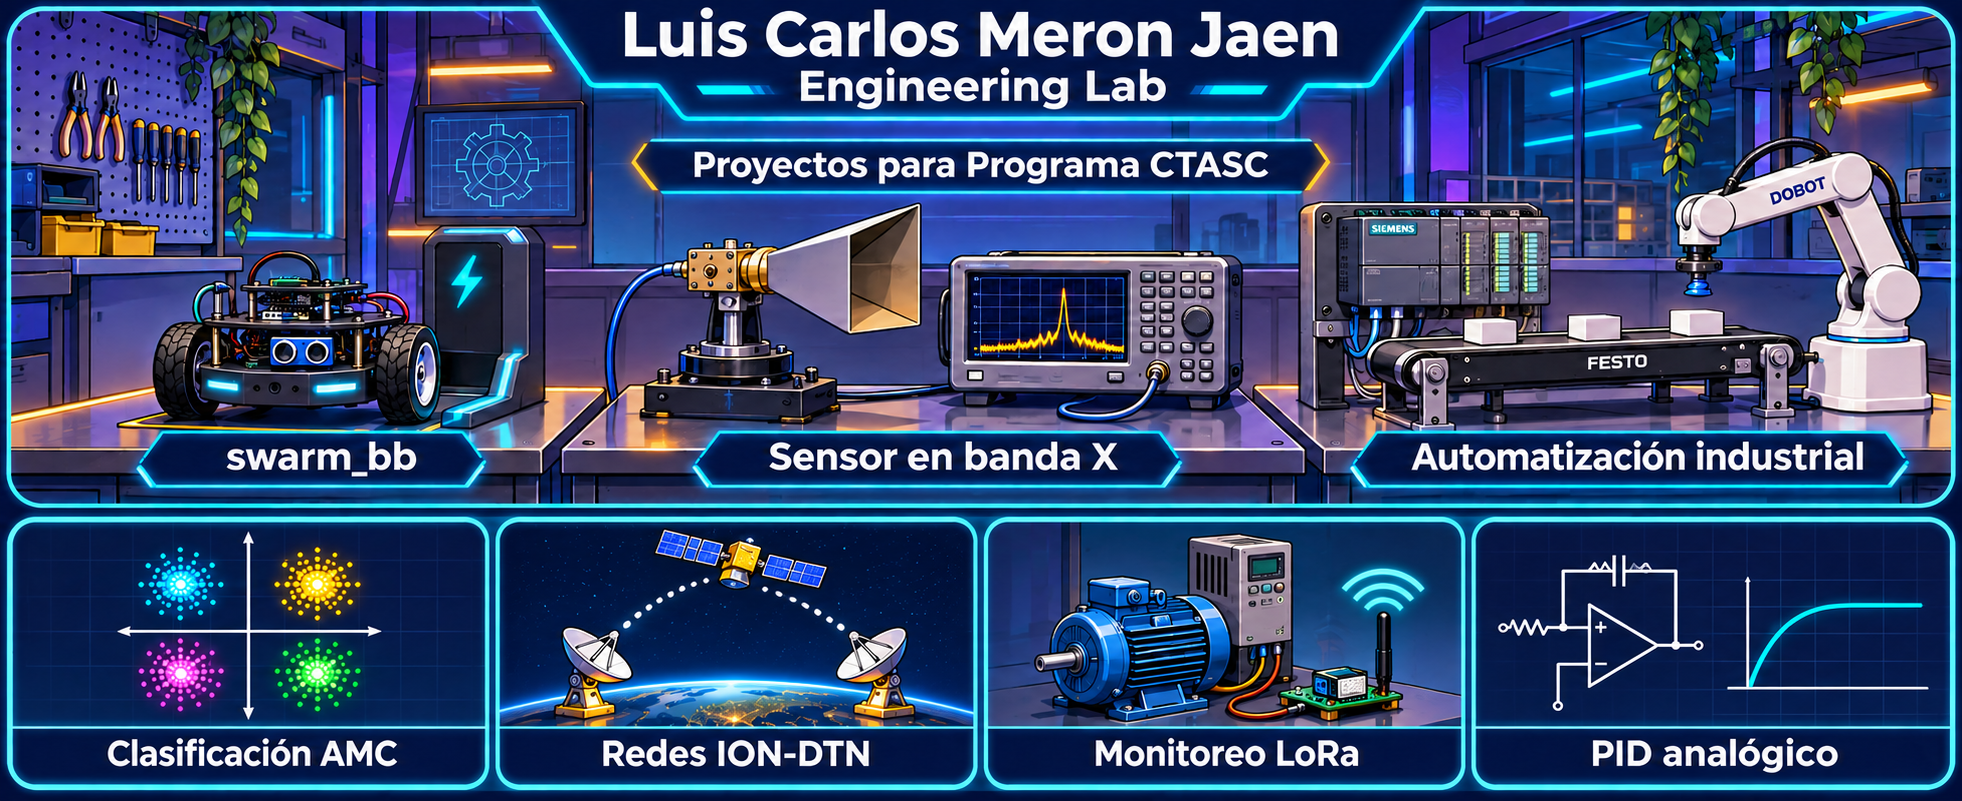 Luis Carlos Meron Jaen
Engineering Lab
Proyectos para Programa CTASC
SIEMENS
DOBOT
FESTO
swarm_bb
Sensor en banda X
Automatización industrial
Clasificación AMC
Redes ION-DTN
Monitoreo LoRa
PID analógico